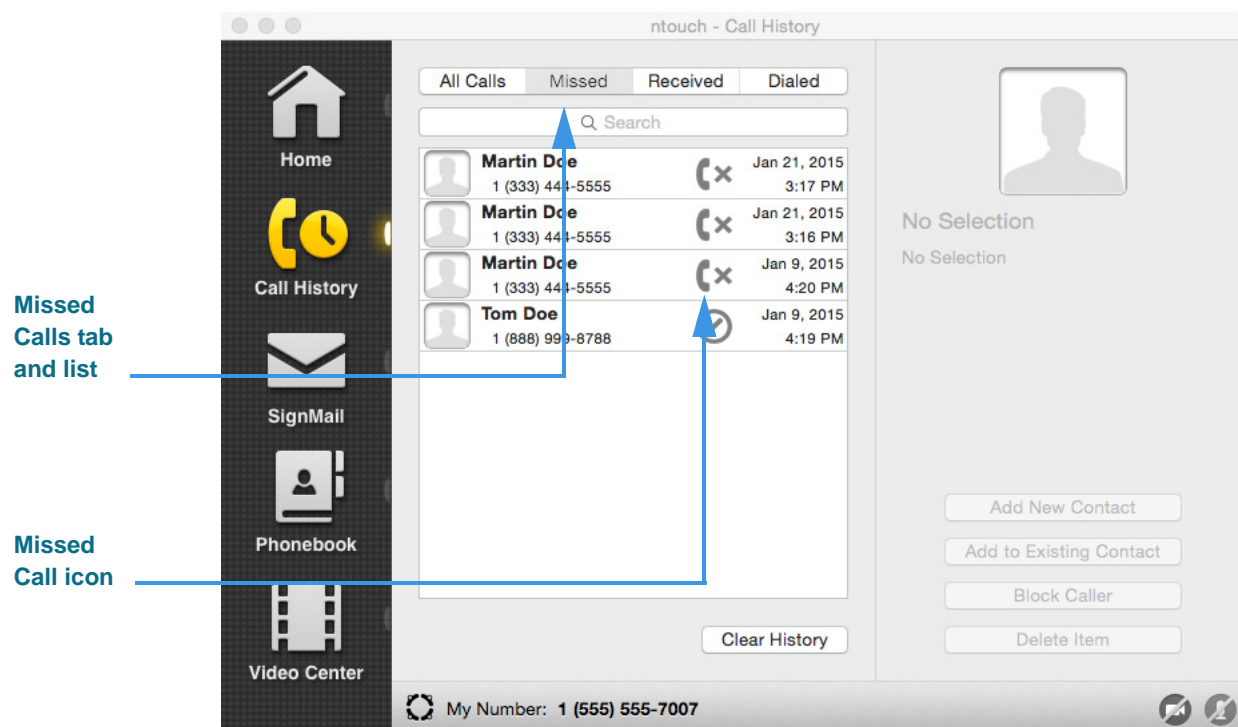 ntouch - Call History
Home
Call History
SignMail
Phonebook
Video Center
Missed
Calls tab
and list
Missed
Call icon
All Calls Missed Received Dialed
Search
Martin Doe Jan 21, 2015
1 (333) 444-5555 3:17 PM
Martin Doe Jan 21, 2015
1 (333) 444-5555 3:16 PM
Martin Doe Jan 9, 2015
1 (333) 444-5555 4:20 PM
Tom Doe Jan 9, 2015
1 (888) 999-8788 4:19 PM
Clear History
No Selection
No Selection
Add New Contact
Add to Existing Contact
Block Caller
Delete Item
My Number: 1 (555) 555-7007